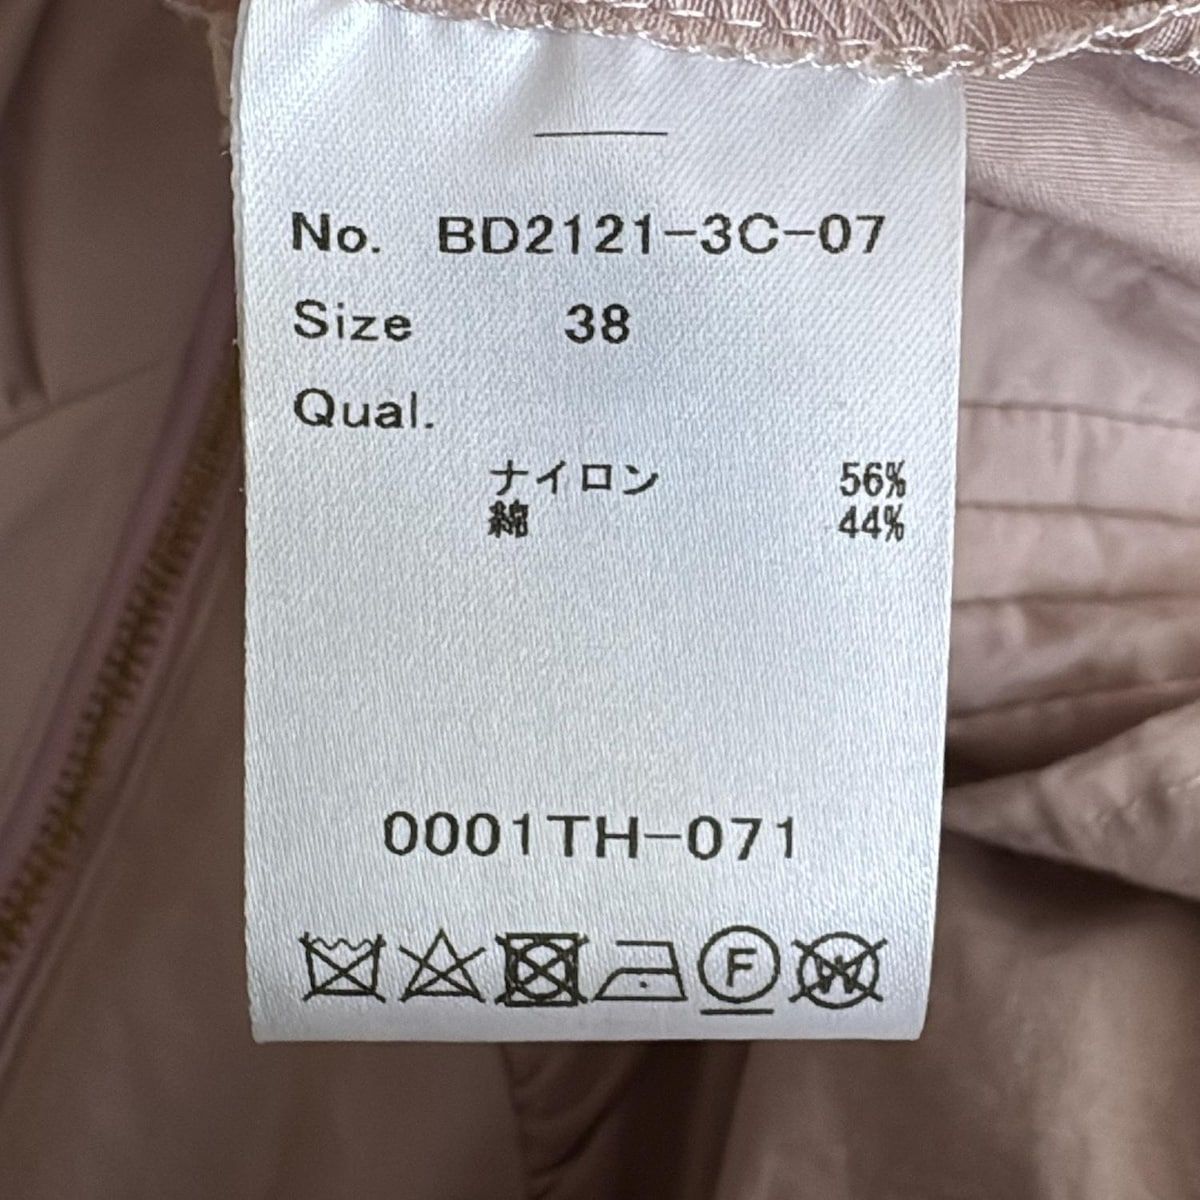 No. BD2121-3C-07
Size 38
Qual.
ナイロン 56%
綿 44%
0001TH-071
F W